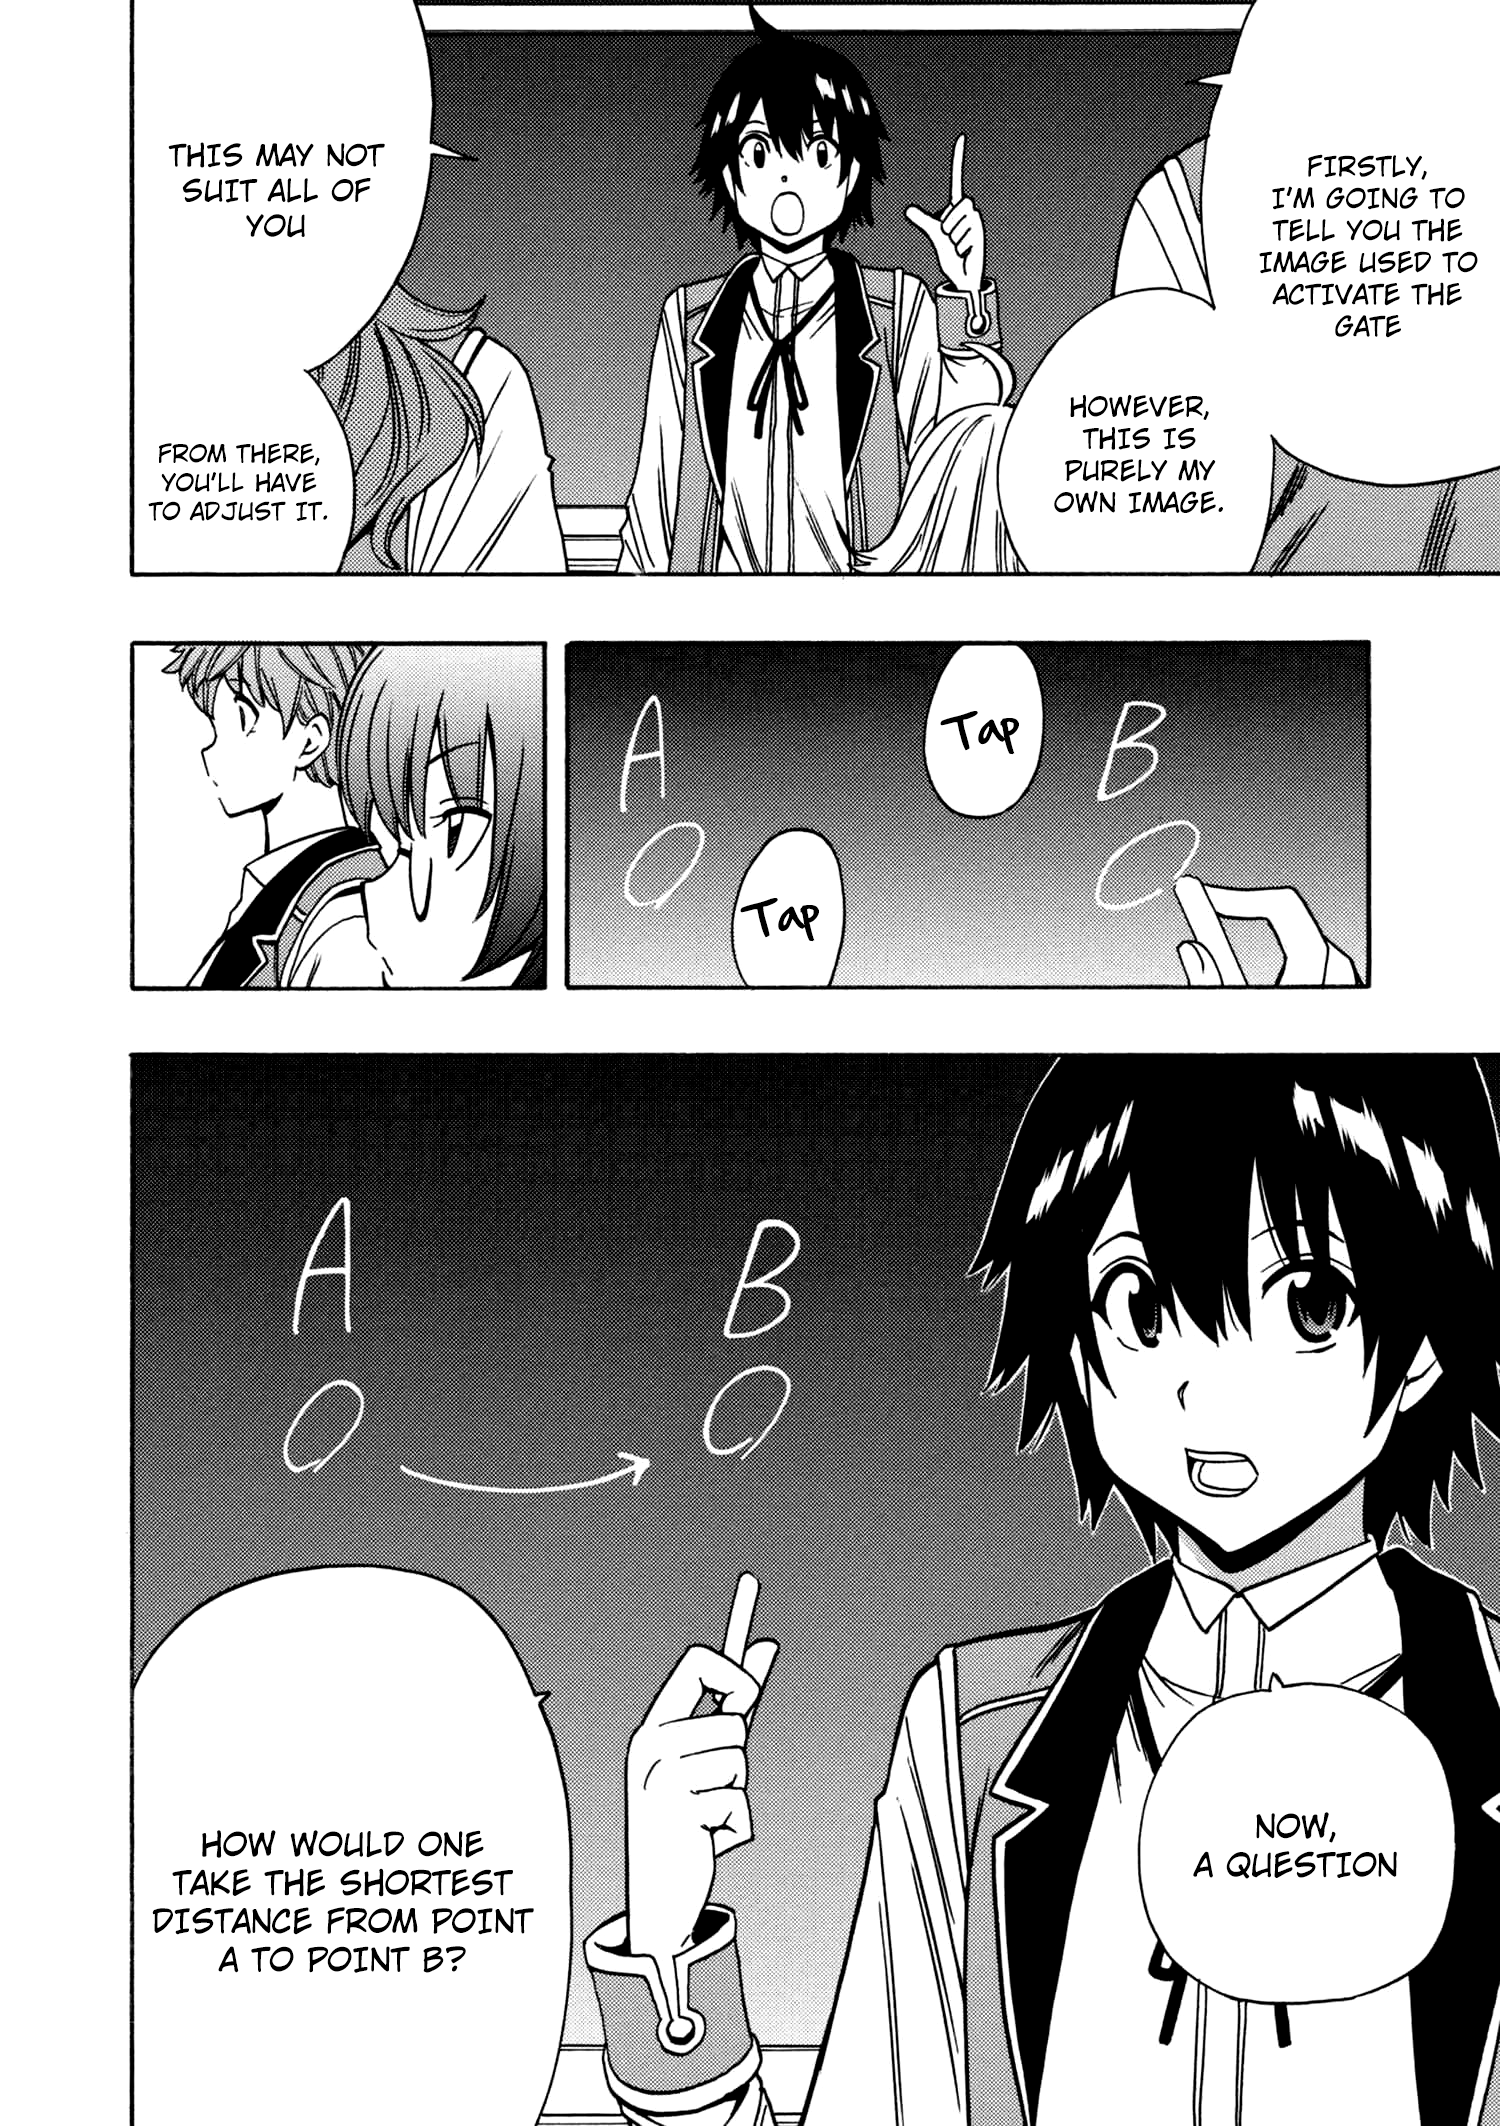 FIRSTLY,
I'M GOING TO
TELL YOU THE
IMAGE USED TO
ACTIVATE THE
GATE
HOWEVER,
THIS IS
PURELY MY
OWN IMAGE.
THIS MAY NOT
SUIT ALL OF
YOU
FROM THERE,
YOU'LL HAVE
TO ADJUST IT.
B
Tap
A
Tap
A
B
NOW,
A QUESTION
HOW WOULD ONE
TAKE THE SHORTEST
DISTANCE FROM POINT
A TO POINT B?